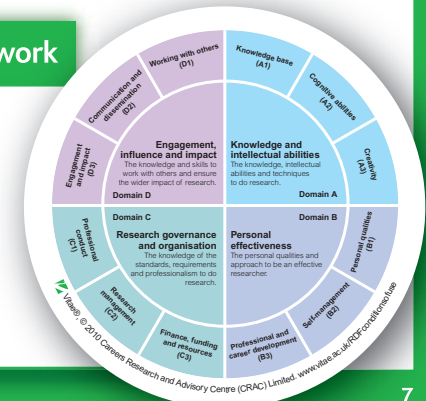 work
Working with others
(D1)
Knowledge base
(A1)
Communication and
dissemination
(D2)
Cognitive abilities
(A2)
Engagement
and impact
(D3)
Creativity
(A3)
Engagement,
influence and impact
The knowledge and skills to
work with others and ensure
the wider impact of research.
Domain D
Knowledge and
intellectual abilities
The knowledge, intellectual
abilities and techniques
to do research.
Domain A
Domain C
Research governance
and organisation
The knowledge of the
standards, requirements
and professionalism to do
research.
Domain B
Personal
effectiveness
The personal qualities and
approach to be an effective
researcher.
Professional
conduct
(C1)
Personal qualities
(B1)
Research
management
(C2)
Self-management
(B2)
Finance, funding
and resources
(C3)
Professional and
career development
(B3)
Vitae®, © 2010 Careers Research and Advisory Centre (CRAC) Limited. www.vitae.ac.uk/RDFconditionsofuse
7